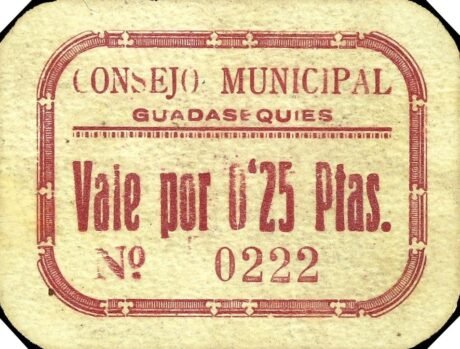 CONSEJO MUNICIPAL
GUADASEQUIES
Vale por 0'25 Ptas.
Nº 0222